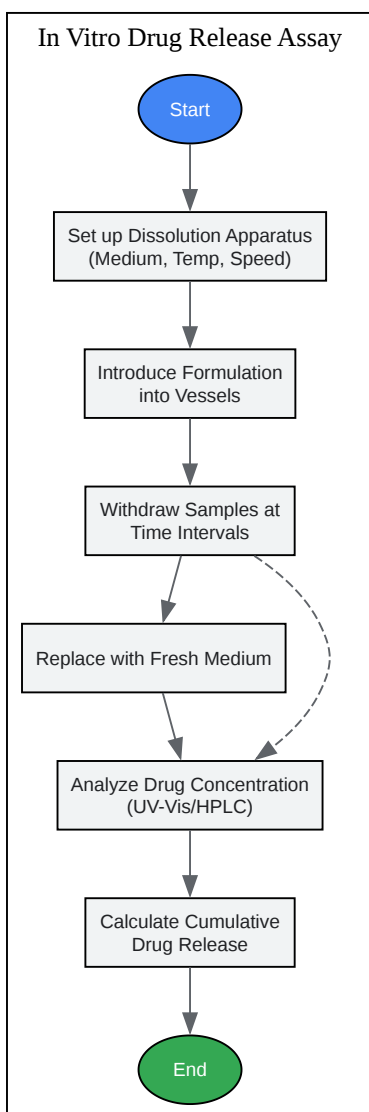 In Vitro Drug Release Assay
Start
Set up Dissolution Apparatus
(Medium, Temp, Speed)
Introduce Formulation
into Vessels
Withdraw Samples at
Time Intervals
Replace with Fresh Medium
Analyze Drug Concentration
(UV-Vis/HPLC)
Calculate Cumulative
Drug Release
End